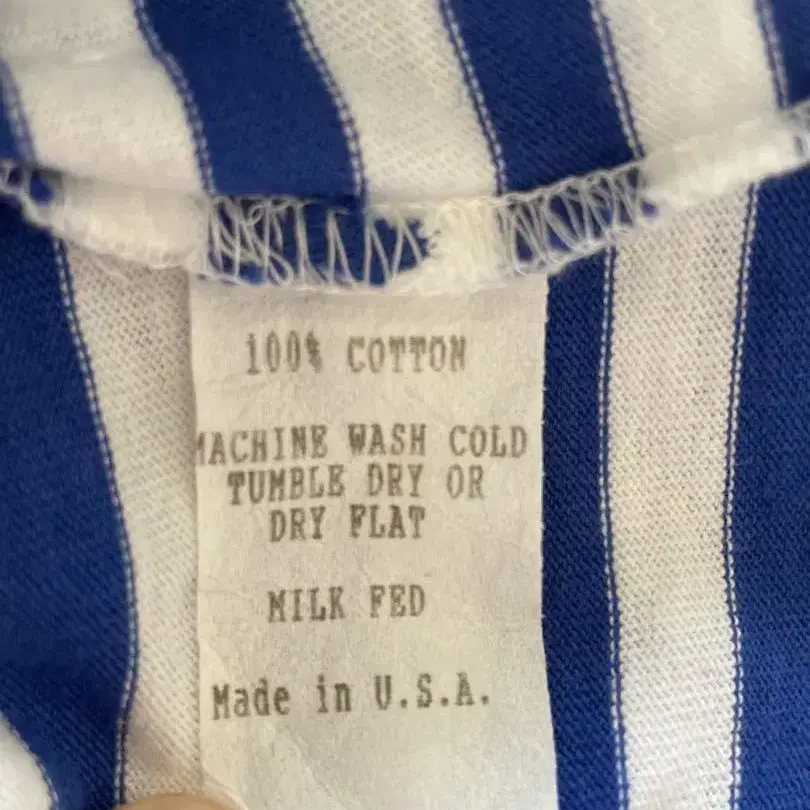 100% COTTON
MACHINE WASH COLD
TUMBLE DRY OR
DRY FLAT
MILK FED
Made in U.S.A.